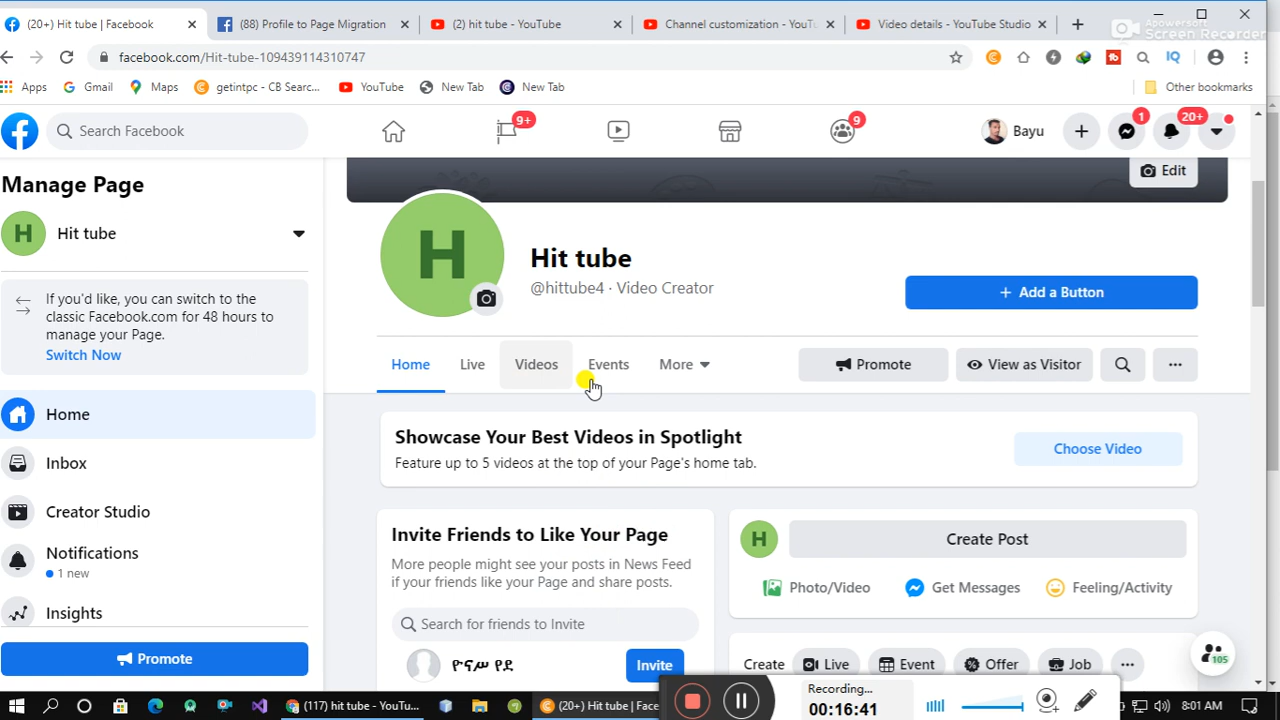 (20+) Hit tube | Facebook
(88) Profile to Page Migration
(2) hit tube - YouTube
Channel customization - YouTu
Video details - YouTube Studio
Apowersoft
Screen Recorder
facebook.com/Hit-tube-109439114310747
Apps
Gmail
Maps
getintpc - CB Searc...
YouTube
New Tab
New Tab
Other bookmarks
Search Facebook
9+
9
Bayu
1
20+
Manage Page
H
Hit tube
If you'd like, you can switch to the
classic Facebook.com for 48 hours to
manage your Page.
Switch Now
Home
Inbox
Creator Studio
Notifications
1 new
Insights
Promote
Edit
H
Hit tube
@hittube4 · Video Creator
+ Add a Button
Home
Live
Videos
Events
More
Promote
View as Visitor
Showcase Your Best Videos in Spotlight
Feature up to 5 videos at the top of your Page's home tab.
Choose Video
Invite Friends to Like Your Page
More people might see your posts in News Feed
if your friends like your Page and share posts.
Search for friends to Invite
ዮናሥ የደ
Invite
H
Create Post
Photo/Video
Get Messages
Feeling/Activity
Create
Live
Event
Offer
Job
105
Recording...
00:16:41
(117) hit tube - YouTu...
(20+) Hit tube | Face
8:01 AM